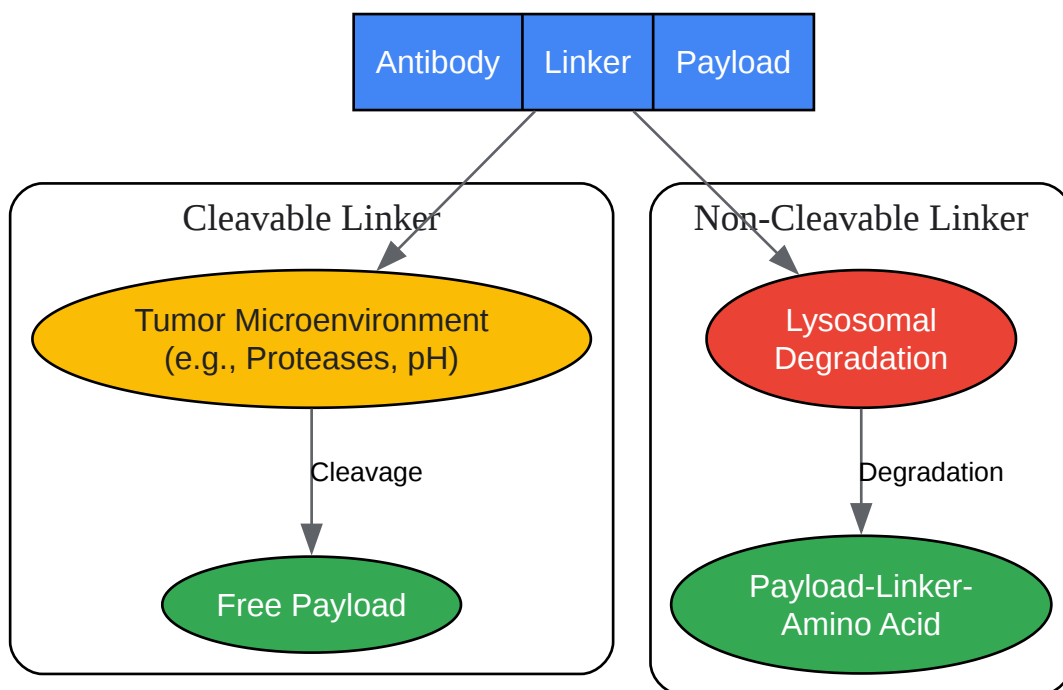 Antibody
Linker
Payload
Cleavable Linker
Tumor Microenvironment
(e.g., Proteases, pH)
Cleavage
Free Payload
Non-Cleavable Linker
Lysosomal
Degradation
Degradation
Payload-Linker-
Amino Acid